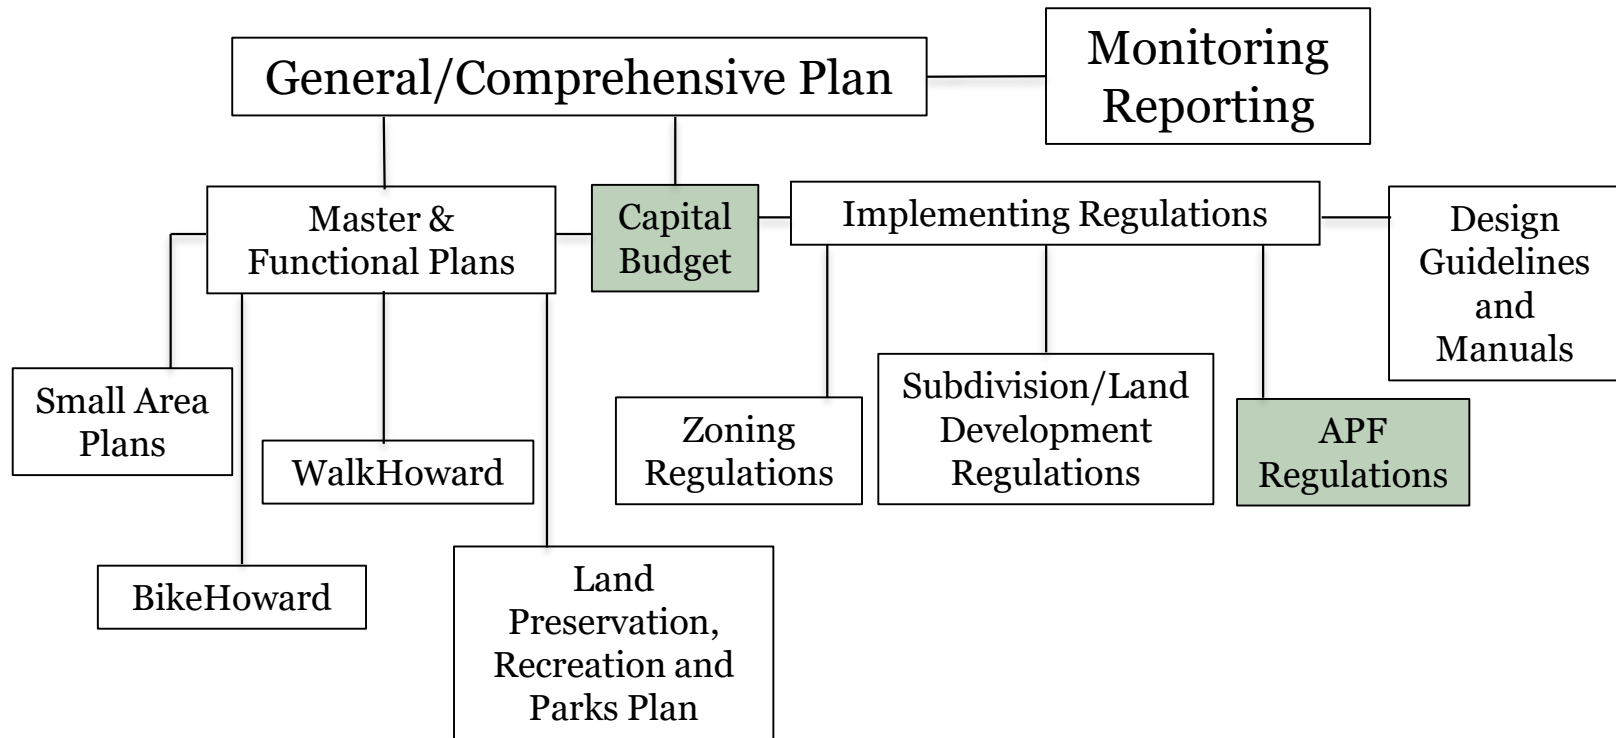 General/Comprehensive Plan
Monitoring
Reporting
Master &
Functional Plans
Capital
Budget
Implementing Regulations
Design
Guidelines
and
Manuals
Small Area
Plans
WalkHoward
BikeHoward
Land
Preservation,
Recreation and
Parks Plan
Zoning
Regulations
Subdivision/Land
Development
Regulations
APF
Regulations